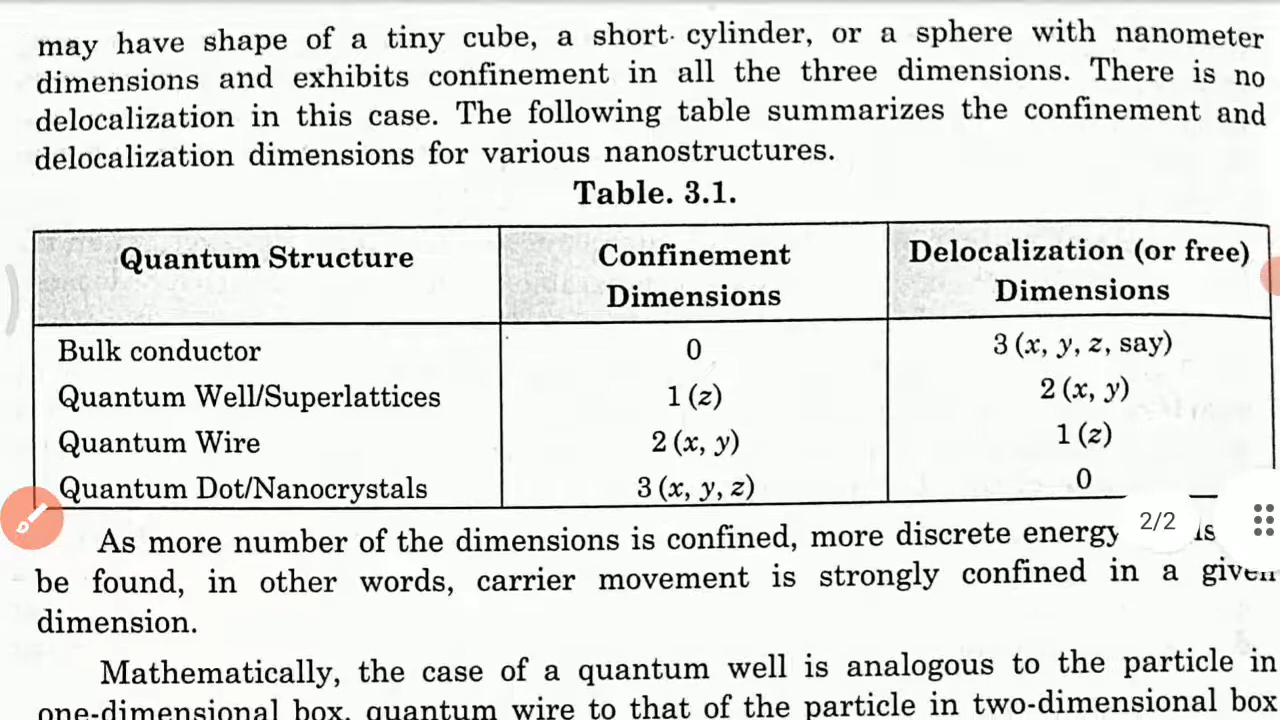 may have shape of a tiny cube, a short cylinder, or a sphere with nanometer
dimensions and exhibits confinement in all the three dimensions. There is no
delocalization in this case. The following table summarizes the confinement and
delocalization dimensions for various nanostructures.
Table. 3.1.
Quantum Structure Confinement Dimensions Delocalization (or free) Dimensions
Bulk conductor 0 3 (x, y, z, say)
Quantum Well/Superlattices 1 (z) 2 (x, y)
Quantum Wire 2 (x, y) 1 (z)
Quantum Dot/Nanocrystals 3 (x, y, z) 0
2/2
As more number of the dimensions is confined, more discrete energy
be found, in other words, carrier movement is strongly confined in a given
dimension.
Mathematically, the case of a quantum well is analogous to the particle in
one-dimensional box, quantum wire to that of the particle in two-dimensional box